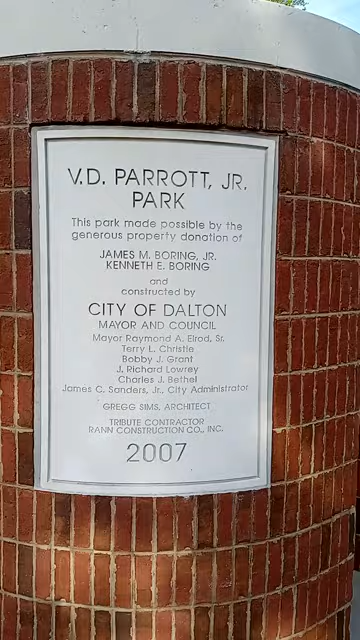 V.D. PARROTT, JR.
PARK
This park made possible by the
generous property donation of
JAMES M. BORING, JR.
KENNETH E. BORING
and
constructed by
CITY OF DALTON
MAYOR AND COUNCIL
Mayor Raymond A. Elrod, Sr.
Terry L. Christie
Bobby J. Grant
J. Richard Lowrey
Charles J. Bethel
James C. Sanders, Jr., City Administrator
GREGG SIMS, ARCHITECT
TRIBUTE CONTRACTOR
RANN CONSTRUCTION CO., INC.
2007